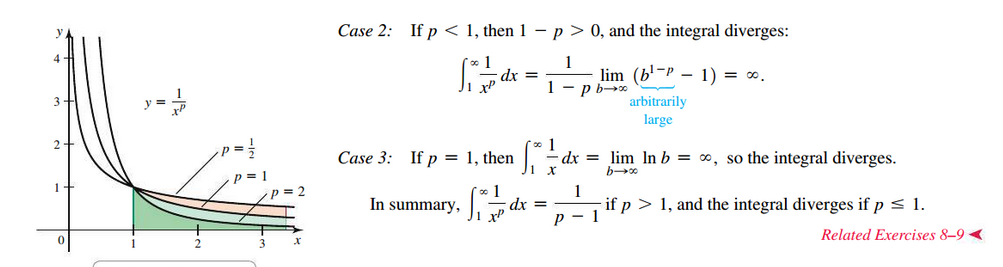 y
4
3
2
1
0
1
2
3
x
y = 1/x^p
p = 1/2
p = 1
p = 2
Case 2: If p < 1, then 1 − p > 0, and the integral diverges:
∫₁^∞ 1/x^p dx = 1/(1 − p) lim_{b→∞} (b^{1−p} − 1) = ∞.
arbitrarily
large
Case 3: If p = 1, then ∫₁^∞ 1/x dx = lim_{b→∞} ln b = ∞, so the integral diverges.
In summary, ∫₁^∞ 1/x^p dx = 1/(p − 1) if p > 1, and the integral diverges if p ≤ 1.
Related Exercises 8–9 ◄